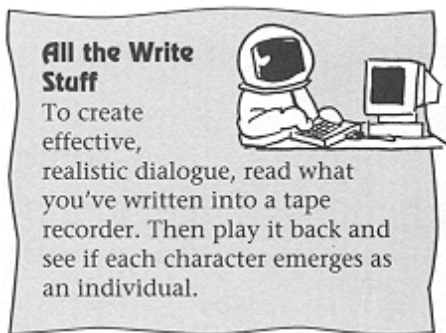 All the Write
Stuff
To create
effective,
realistic dialogue, read what
you've written into a tape
recorder. Then play it back and
see if each character emerges as
an individual.